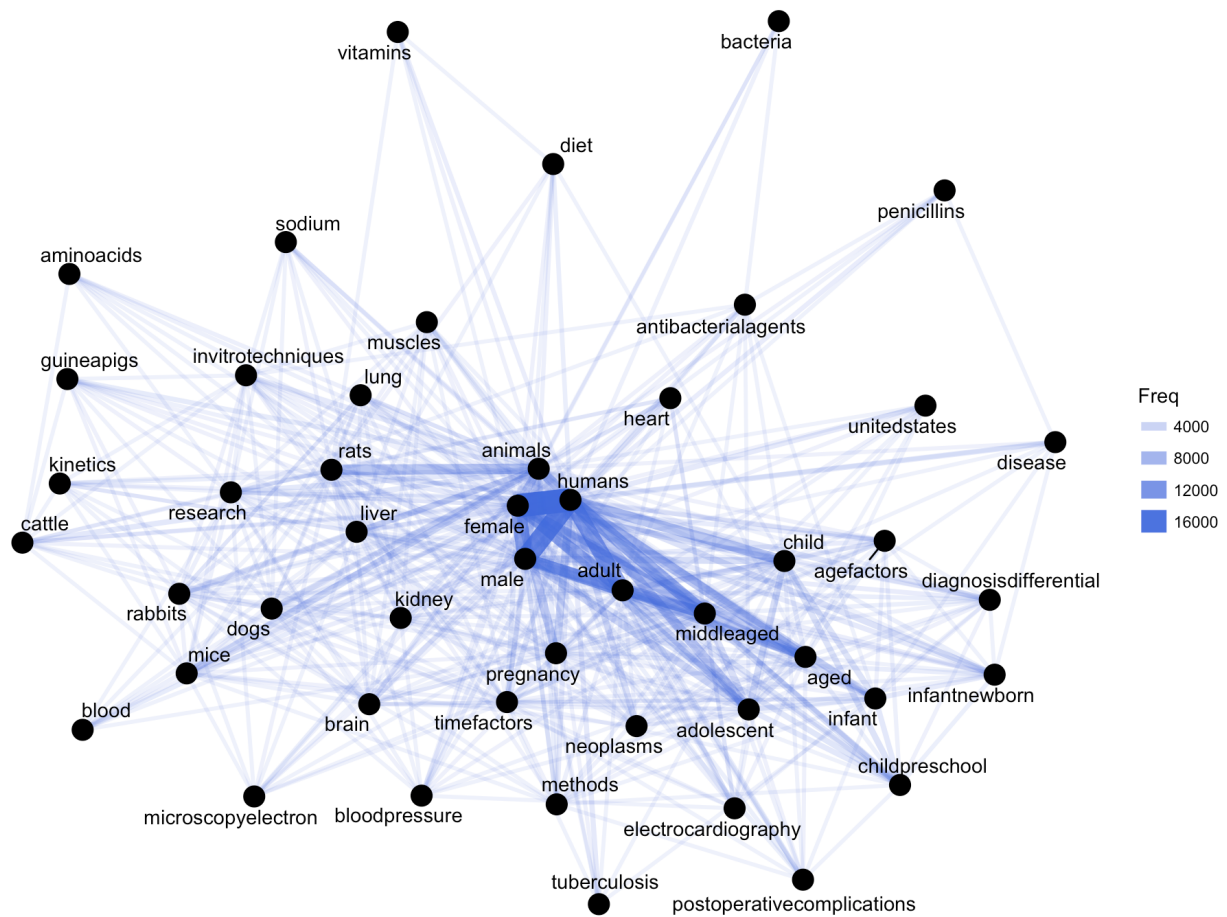 vitamins
bacteria
diet
penicillins
sodium
aminoacids
antibacterialagents
muscles
guineapigs
invitrotechniques
lung
heart
unitedstates
Freq
4000
8000
12000
16000
kinetics
rats
animals
disease
humans
research
cattle
liver
female
child
agefactors
male
adult
diagnosisdifferential
rabbits
dogs
kidney
middleaged
mice
pregnancy
aged
infantnewborn
blood
brain
timefactors
neoplasms
adolescent
infant
childpreschool
methods
microscopyelectron
bloodpressure
electrocardiography
tuberculosis
postoperativecomplications